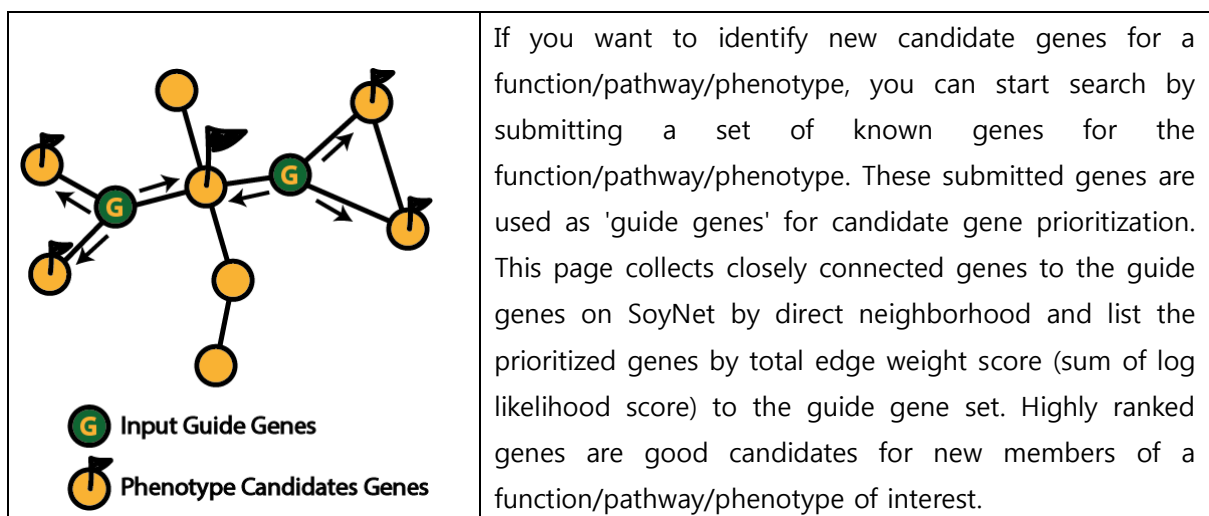 G
G
G Input Guide Genes
Phenotype Candidates Genes
If you want to identify new candidate genes for a
function/pathway/phenotype, you can start search by
submitting a set of known genes for the
function/pathway/phenotype. These submitted genes are
used as 'guide genes' for candidate gene prioritization.
This page collects closely connected genes to the guide
genes on SoyNet by direct neighborhood and list the
prioritized genes by total edge weight score (sum of log
likelihood score) to the guide gene set. Highly ranked
genes are good candidates for new members of a
function/pathway/phenotype of interest.